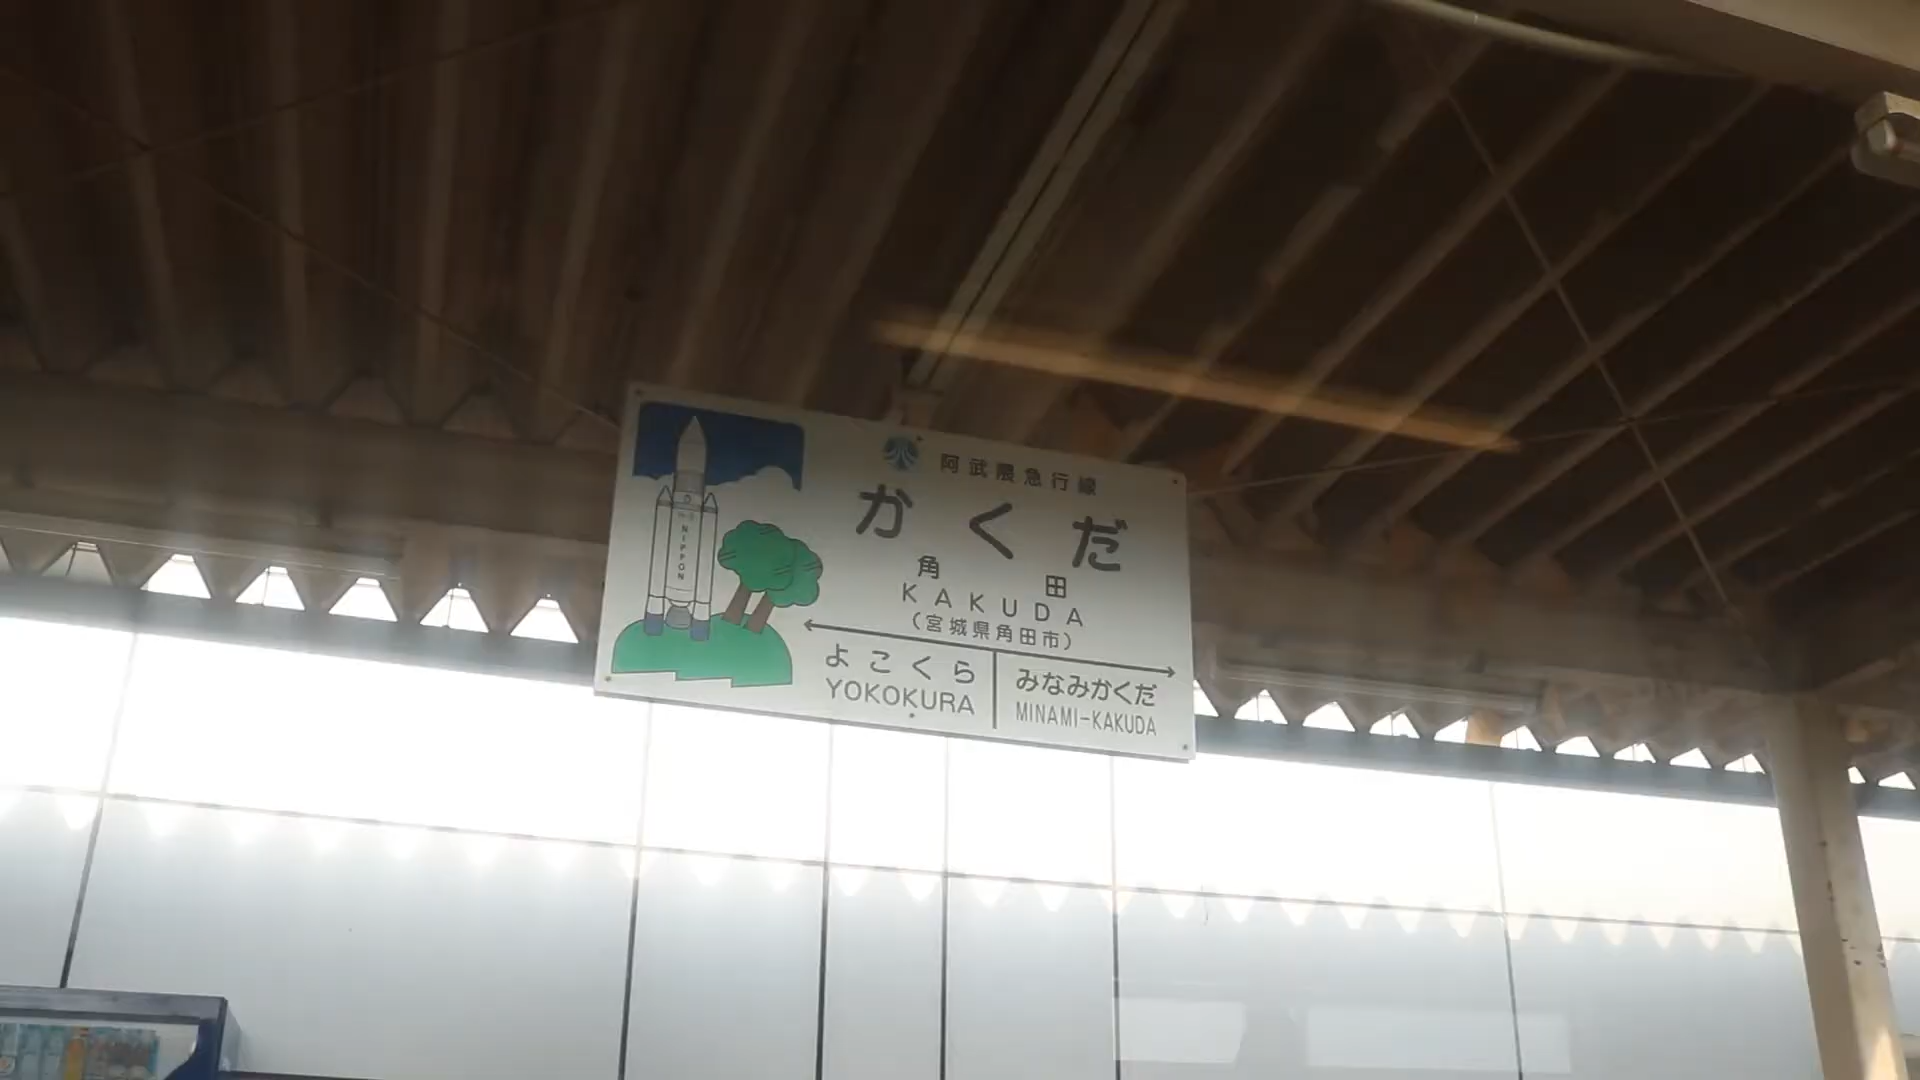 阿武隈急行線
かくだ
角田
KAKUDA
(宮城県角田市)
よこくら
YOKOKURA
みなみかくだ
MINAMI-KAKUDA
NIPPON